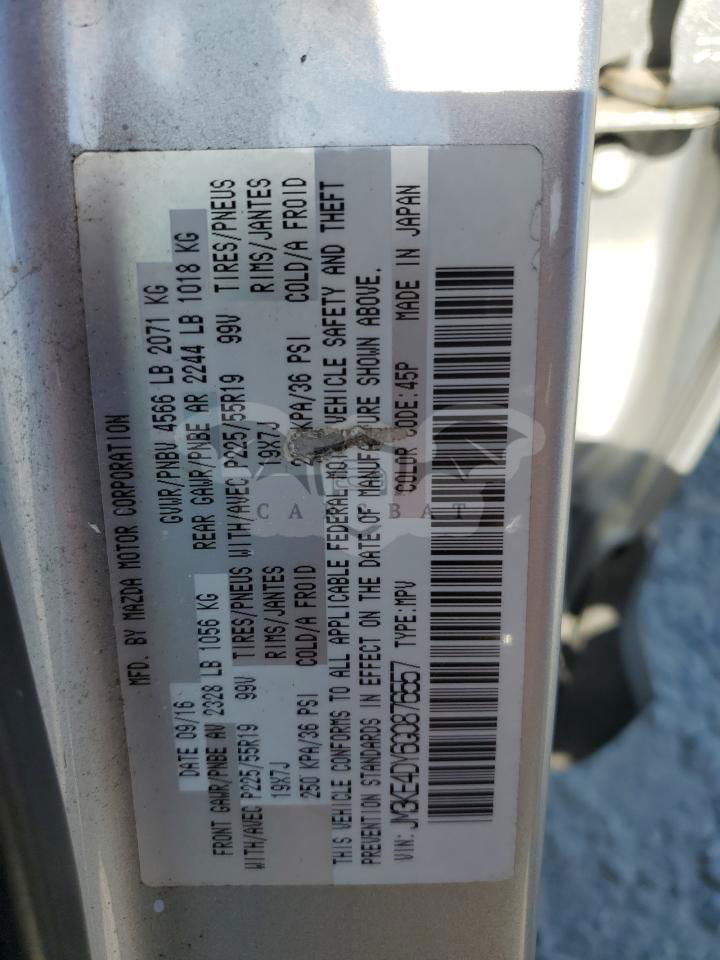 MFD. BY MAZDA MOTOR CORPORATION
DATE 09/16 GVWR/PNBV 4566 LB 2071 KG
FRONT GAWR/PNBE AV 2328 LB 1056 KG REAR GAWR/PNBE AR 2244 LB 1018 KG
WITH/AVEC P225/55R19 99V TIRES/PNEUS WITH/AVEC P225/55R19 99V TIRES/PNEUS
19X7J RIMS/JANTES 19X7J RIMS/JANTES
250 KPA/36 PSI COLD/A FROID KPA/36 PSI COLD/A FROID
THIS VEHICLE CONFORMS TO ALL APPLICABLE FEDERAL MOTOR VEHICLE SAFETY AND THEFT
PREVENTION STANDARDS IN EFFECT ON THE DATE OF MANUFACTURE SHOWN ABOVE.
VIN: JM3KE4DY6G0876557 TYPE:MPV COLOR CODE:45P MADE IN JAPAN
CARBAT